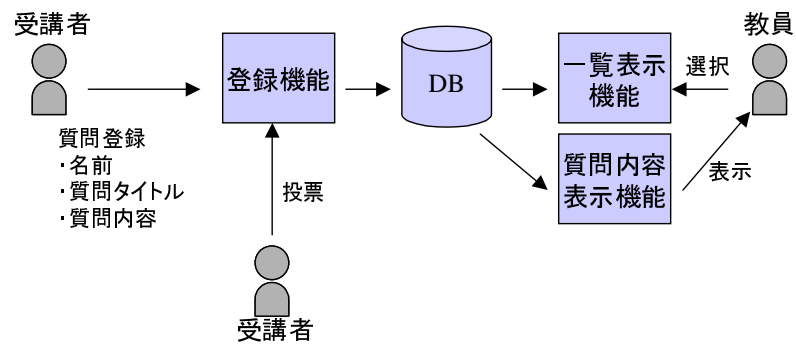 受講者
教員
登録機能
DB
一覧表示
機能
選択
質問登録
・名前
・質問タイトル
・質問内容
投票
質問内容
表示機能
表示
受講者